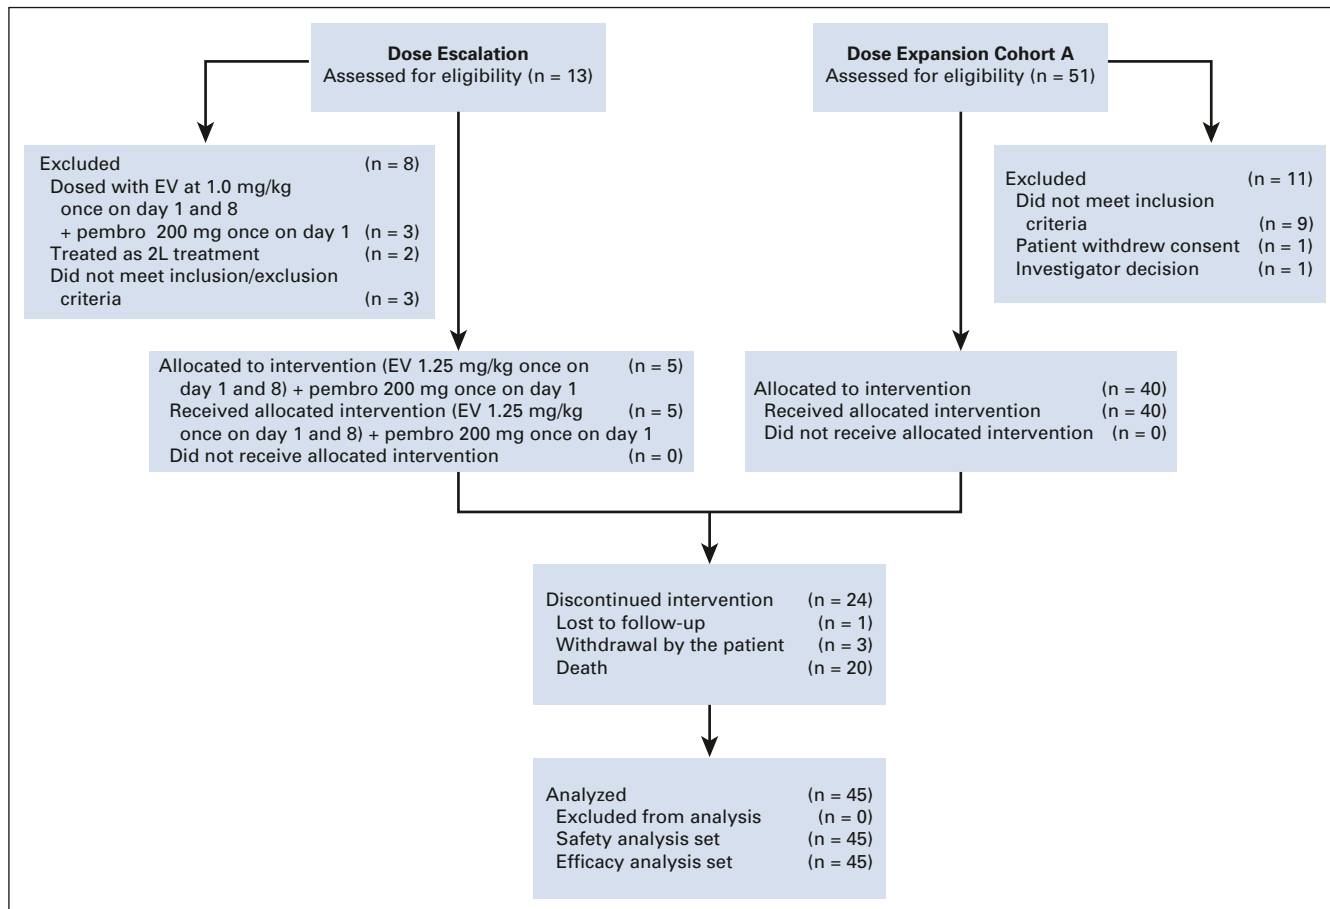 Dose Escalation
Assessed for eligibility (n = 13)
Dose Expansion Cohort A
Assessed for eligibility (n = 51)
Excluded (n = 8)
Dosed with EV at 1.0 mg/kg
once on day 1 and 8
+ pembro 200 mg once on day 1 (n = 3)
Treated as 2L treatment (n = 2)
Did not meet inclusion/exclusion
criteria (n = 3)
Excluded (n = 11)
Did not meet inclusion
criteria (n = 9)
Patient withdrew consent (n = 1)
Investigator decision (n = 1)
Allocated to intervention (EV 1.25 mg/kg once on (n = 5)
day 1 and 8) + pembro 200 mg once on day 1
Received allocated intervention (EV 1.25 mg/kg (n = 5)
once on day 1 and 8) + pembro 200 mg once on day 1
Did not receive allocated intervention (n = 0)
Allocated to intervention (n = 40)
Received allocated intervention (n = 40)
Did not receive allocated intervention (n = 0)
Discontinued intervention (n = 24)
Lost to follow-up (n = 1)
Withdrawal by the patient (n = 3)
Death (n = 20)
Analyzed (n = 45)
Excluded from analysis (n = 0)
Safety analysis set (n = 45)
Efficacy analysis set (n = 45)